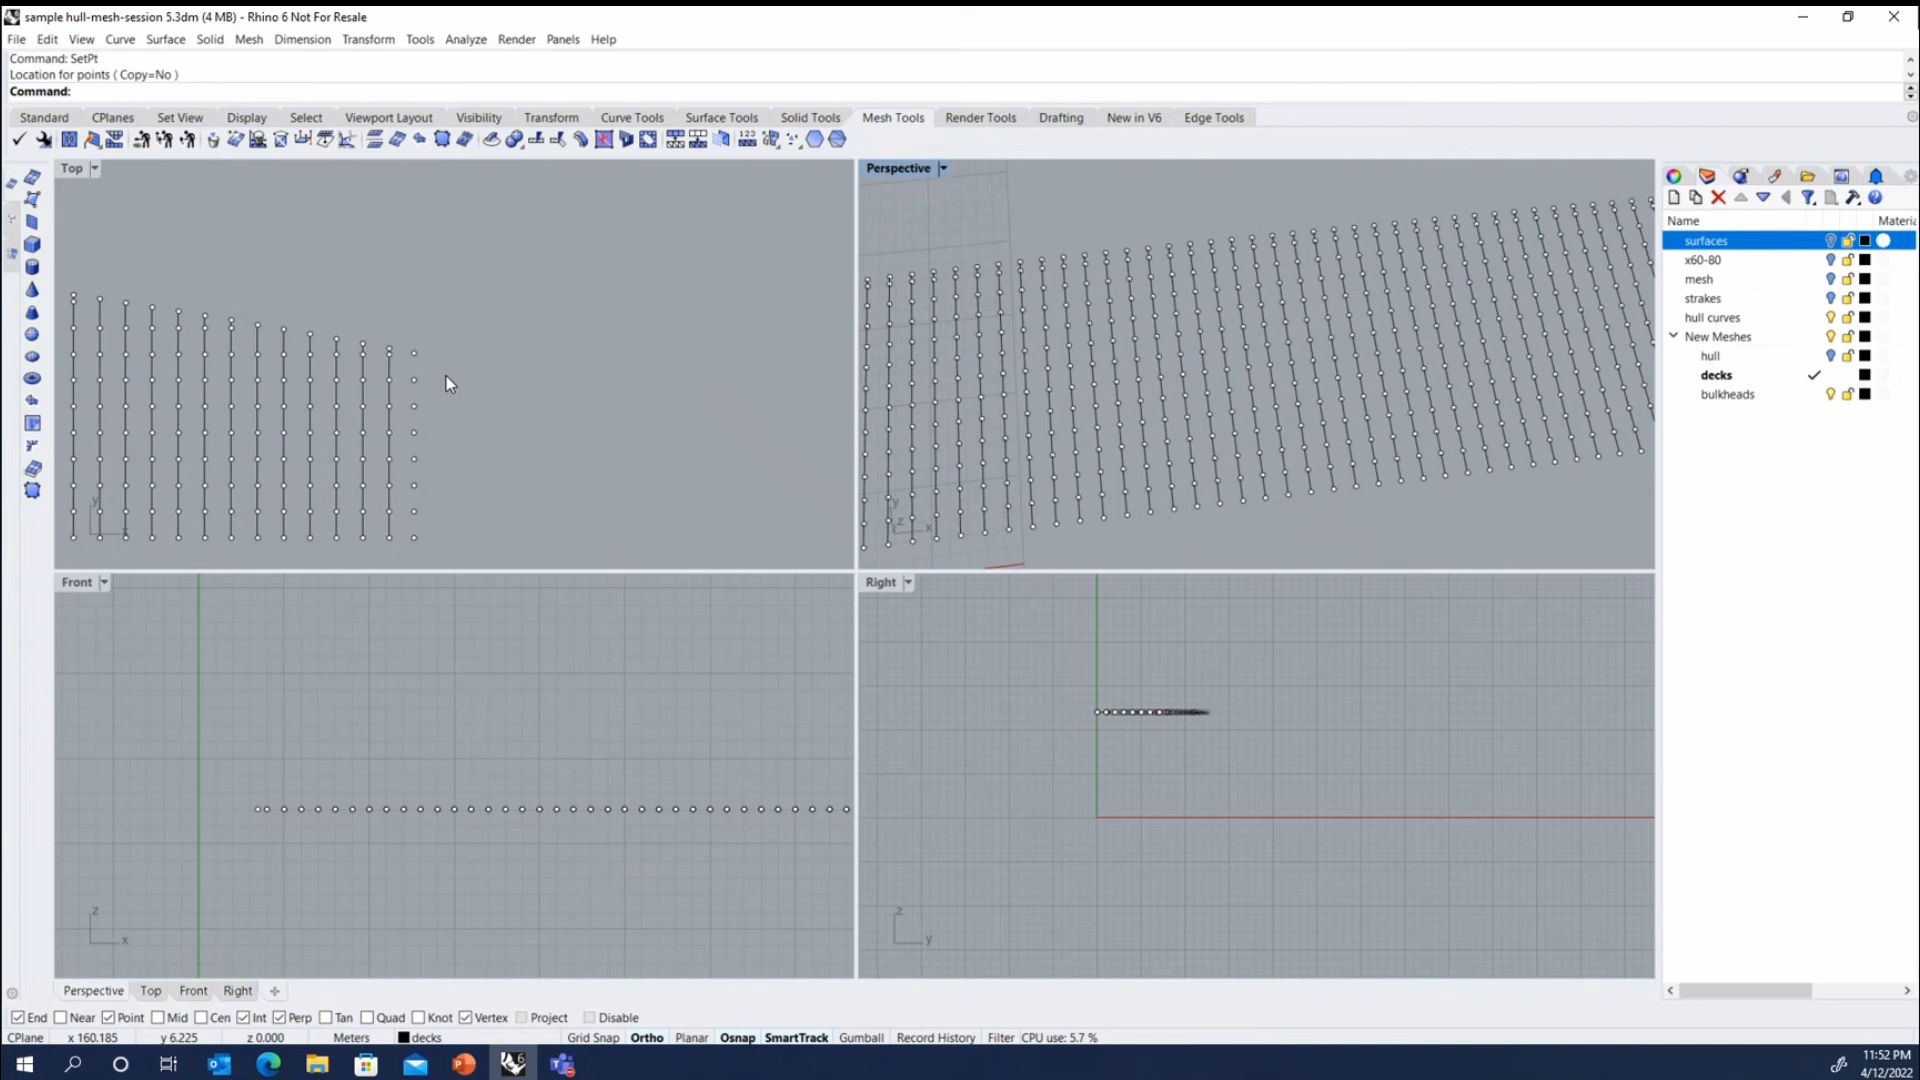 sample hull-mesh-session 5.3dm (4 MB) - Rhino 6 Not For Resale
File Edit View Curve Surface Solid Mesh Dimension Transform Tools Analyze Render Panels Help
Command: SetPt
Location for points ( Copy=No )
Command:
Standard CPlanes Set View Display Select Viewport Layout Visibility Transform Curve Tools Surface Tools Solid Tools Mesh Tools Render Tools Drafting New in V6 Edge Tools
Top
Perspective
Name Materia
surfaces
x60-80
mesh
strakes
hull curves
New Meshes
hull
decks
bulkheads
y
y
z x
Front
Right
z
x
z
y
Perspective Top Front Right
End Near Point Mid Cen Int Perp Tan Quad Knot Vertex Project Disable
CPlane x 160.185 y 6.225 z 0.000 Meters decks Grid Snap Ortho Planar Osnap SmartTrack Gumball Record History Filter CPU use: 5.7 %
11:52 PM
4/12/2022